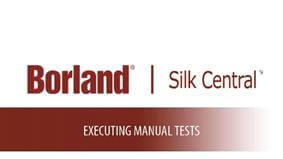 Borland® | Silk Central™
EXECUTING MANUAL TESTS